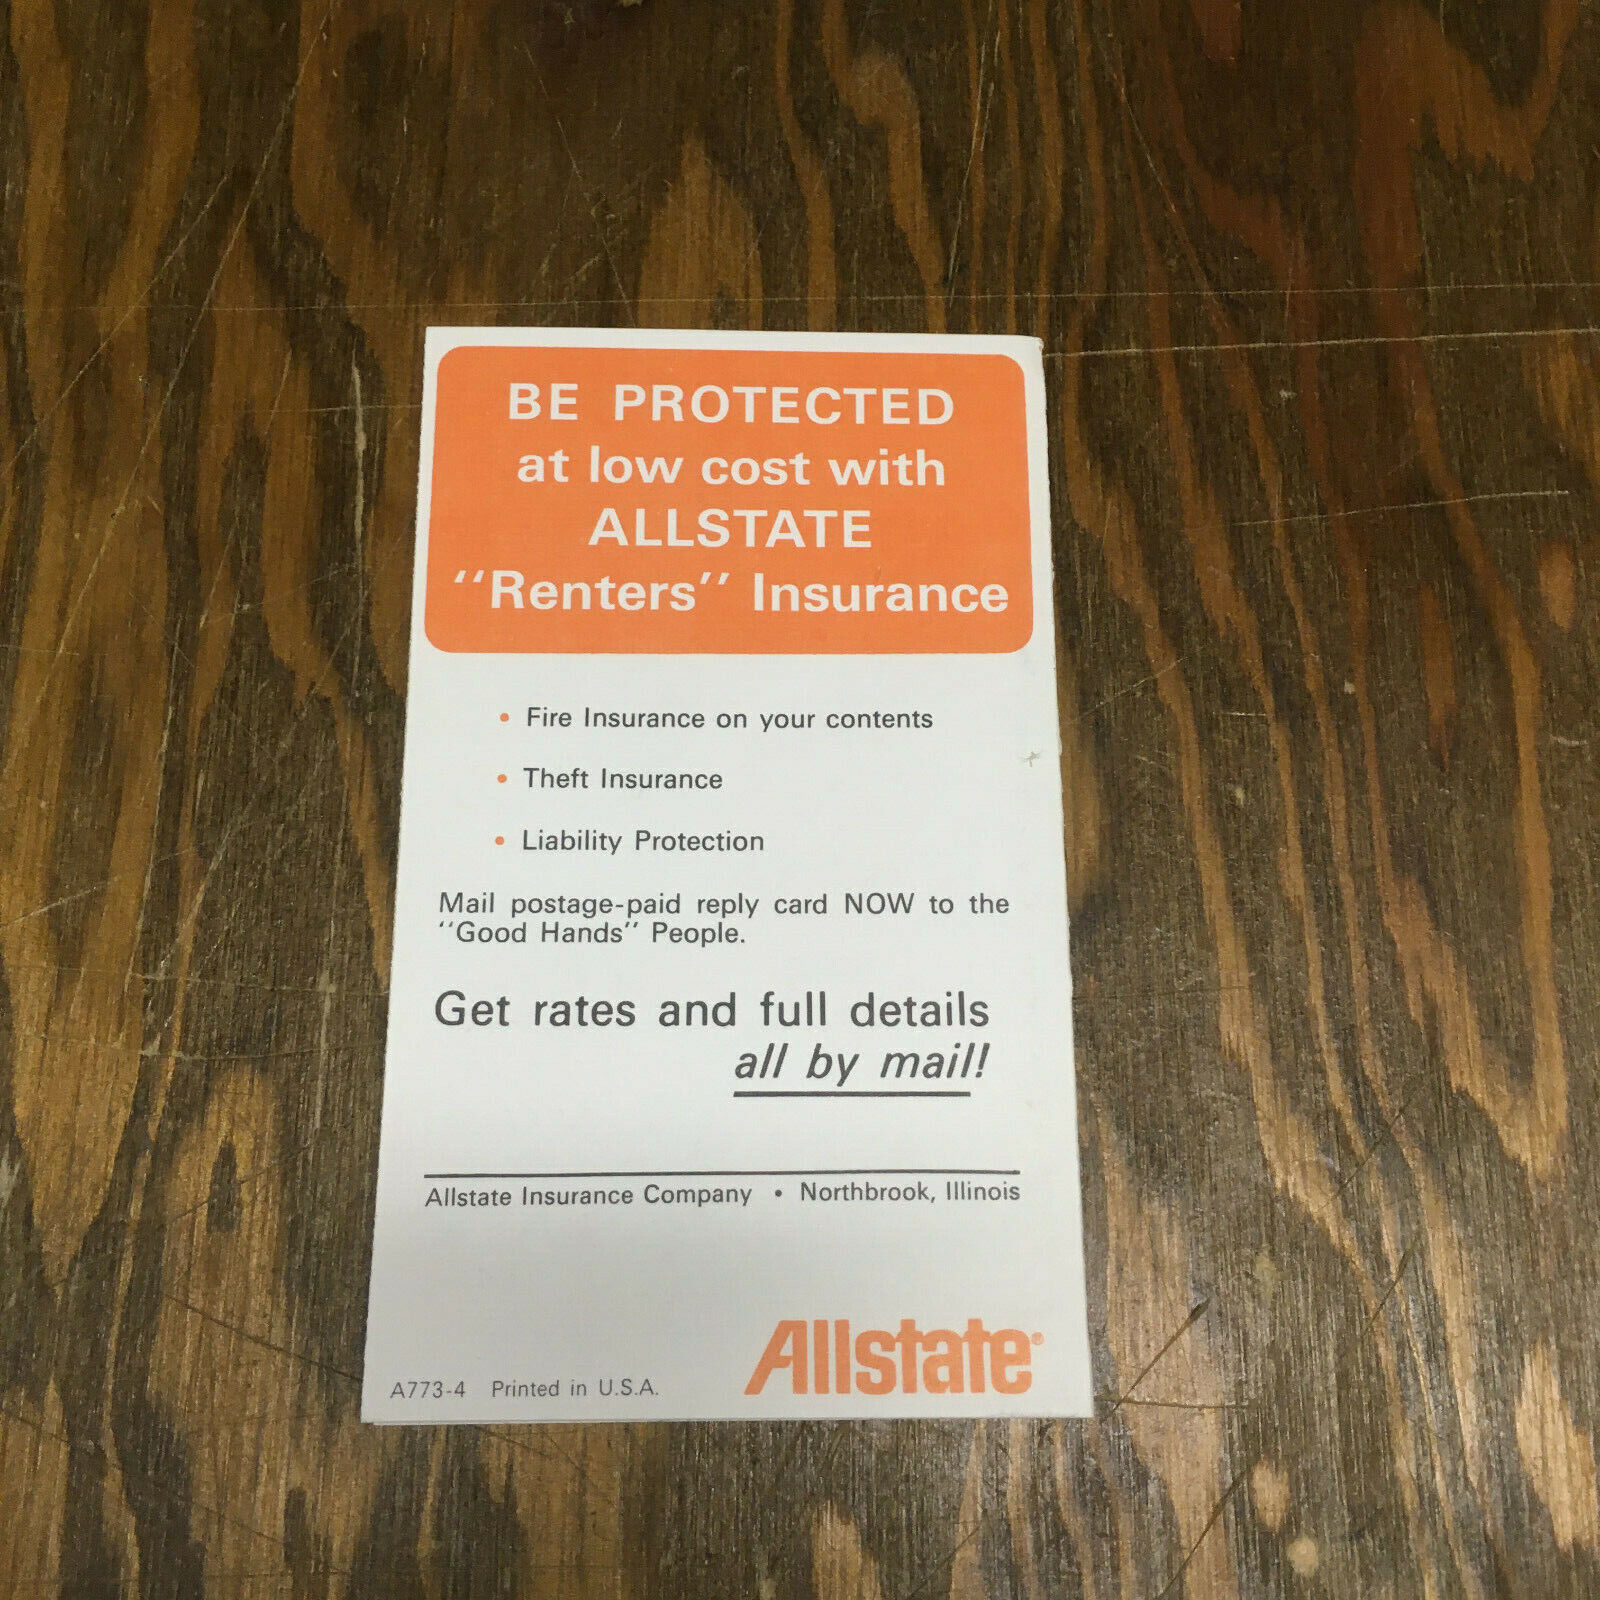 BE PROTECTED
at low cost with
ALLSTATE
"Renters" Insurance
• Fire Insurance on your contents
• Theft Insurance
• Liability Protection
Mail postage-paid reply card NOW to the
"Good Hands" People.
Get rates and full details
all by mail!
Allstate Insurance Company • Northbrook, Illinois
Allstate®
A773-4 Printed in U.S.A.